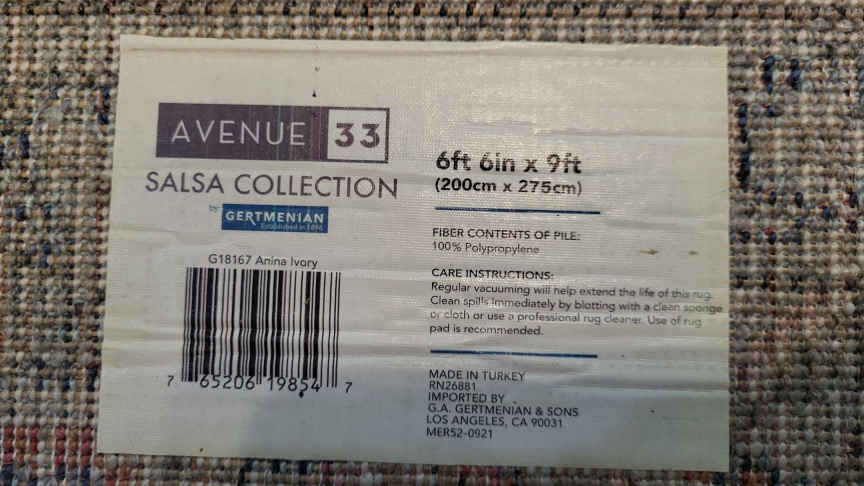 AVENUE 33
SALSA COLLECTION
by GERTMENIAN
Established in 1896
G18167 Anina Ivory
7 65206 19854 7
6ft 6in x 9ft
(200cm x 275cm)
FIBER CONTENTS OF PILE:
100% Polypropylene
CARE INSTRUCTIONS:
Regular vacuuming will help extend the life of this rug.
Clean spills immediately by blotting with a clean sponge
or cloth or use a professional rug cleaner. Use of rug
pad is recommended.
MADE IN TURKEY
RN26881
IMPORTED BY
G.A. GERTMENIAN & SONS
LOS ANGELES, CA 90031
MER52-0921